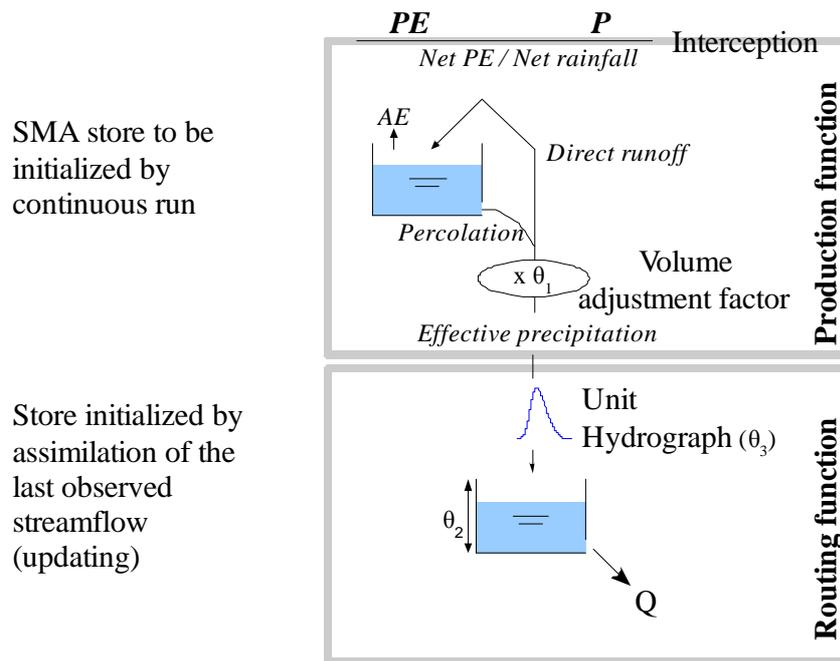 PE P
Interception
Net PE / Net rainfall
SMA store to be
initialized by
continuous run
AE
Direct runoff
Percolation
x θ1
Volume
adjustment factor
Effective precipitation
Production function
Store initialized by
assimilation of the
last observed
streamflow
(updating)
Unit
Hydrograph (θ3)
θ2
Q
Routing function